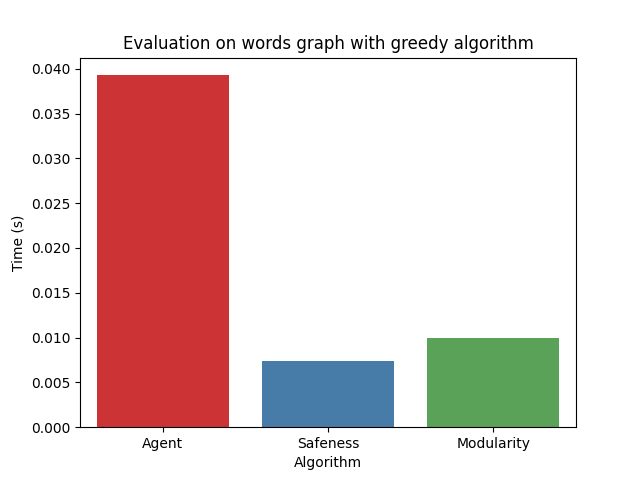 Evaluation on words graph with greedy algorithm
0.040
0.035
0.030
0.025
0.020
0.015
0.010
0.005
0.000
Time (s)
Agent
Safeness
Modularity
Algorithm